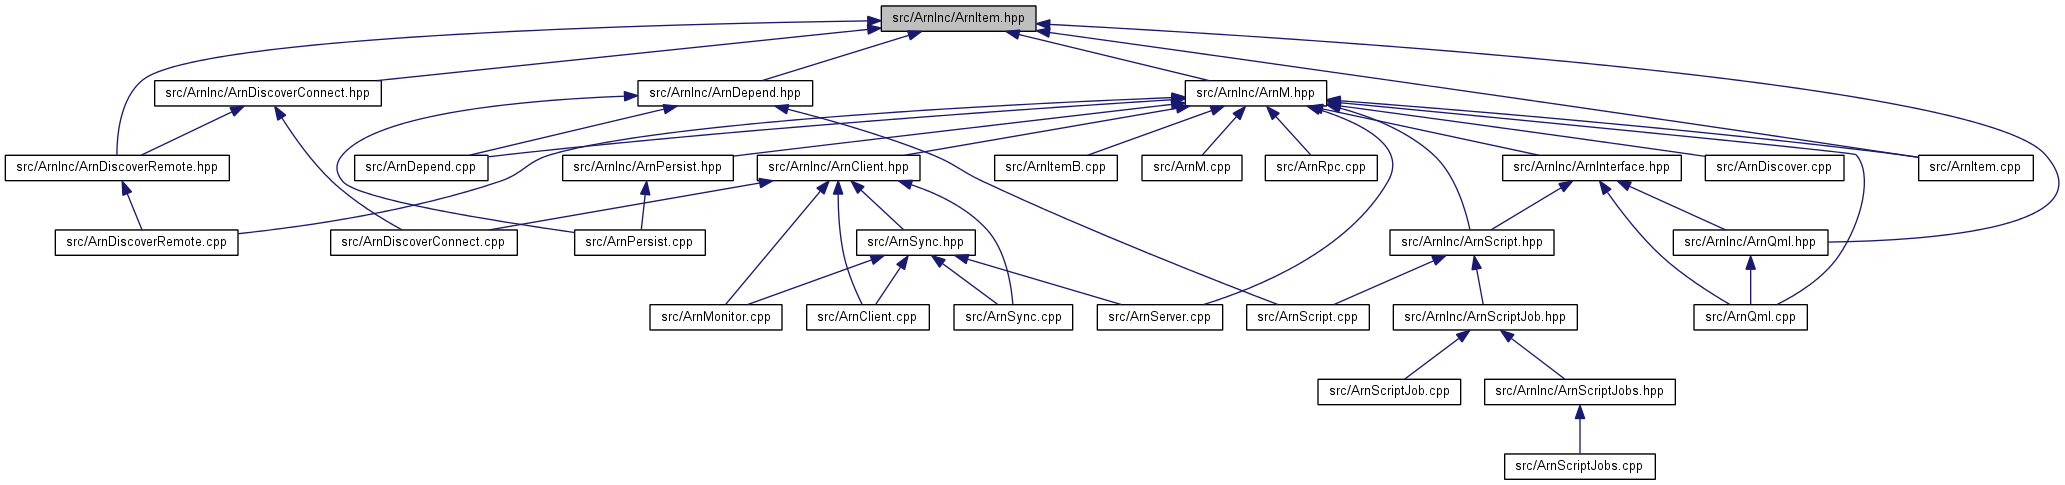 src/ArnInc/ArnItem.hpp
src/ArnInc/ArnDiscoverConnect.hpp
src/ArnInc/ArnDepend.hpp
src/ArnInc/ArnM.hpp
src/ArnInc/ArnDiscoverRemote.hpp
src/ArnDepend.cpp
src/ArnInc/ArnPersist.hpp
src/ArnInc/ArnClient.hpp
src/ArnItemB.cpp
src/ArnM.cpp
src/ArnRpc.cpp
src/ArnInc/ArnInterface.hpp
src/ArnDiscover.cpp
src/ArnItem.cpp
src/ArnDiscoverRemote.cpp
src/ArnDiscoverConnect.cpp
src/ArnPersist.cpp
src/ArnSync.hpp
src/ArnInc/ArnScript.hpp
src/ArnInc/ArnQml.hpp
src/ArnMonitor.cpp
src/ArnClient.cpp
src/ArnSync.cpp
src/ArnServer.cpp
src/ArnScript.cpp
src/ArnInc/ArnScriptJob.hpp
src/ArnQml.cpp
src/ArnScriptJob.cpp
src/ArnInc/ArnScriptJobs.hpp
src/ArnScriptJobs.cpp